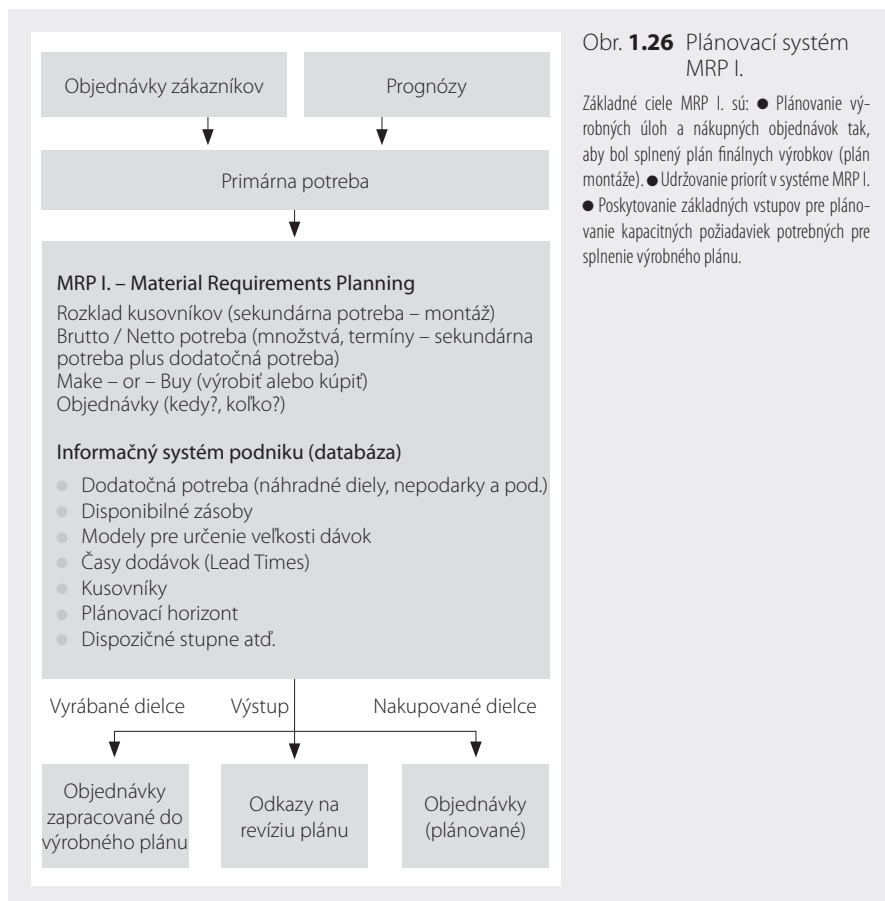 Objednávky zákazníkov
Prognózy
Primárna potreba
MRP I. – Material Requirements Planning
Rozklad kusovníkov (sekundárna potreba – montáž)
Brutto / Netto potreba (množstvá, termíny – sekundárna
potreba plus dodatočná potreba)
Make – or – Buy (výrobiť alebo kúpiť)
Objednávky (kedy?, koľko?)
Informačný systém podniku (databáza)
● Dodatočná potreba (náhradné diely, nepodarky a pod.)
● Disponibilné zásoby
● Modely pre určenie veľkosti dávok
● Časy dodávok (Lead Times)
● Kusovníky
● Plánovací horizont
● Dispozičné stupne atď.
Vyrábané dielce
Výstup
Nakupované dielce
Objednávky
zapracované do
výrobného plánu
Odkazy na
revíziu plánu
Objednávky
(plánované)
Obr. 1.26 Plánovací systém
MRP I.
Základné ciele MRP I. sú: ● Plánovanie vý-
robných úloh a nákupných objednávok tak,
aby bol splnený plán finálnych výrobkov (plán
montáže). ● Udržovanie priorít v systéme MRP I.
● Poskytovanie základných vstupov pre pláno-
vanie kapacitných požiadaviek potrebných pre
splnenie výrobného plánu.